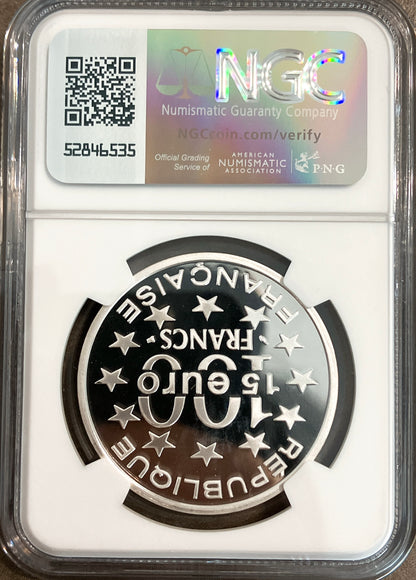 NGC
Numismatic Guaranty Company
NGCcoin.com/verify
52846535
Official Grading
Service of
AMERICAN
NUMISMATIC
ASSOCIATION
P·N·G
RÉPUBLIQUE
FRANÇAISE
100
15 euro
·FRANCS·